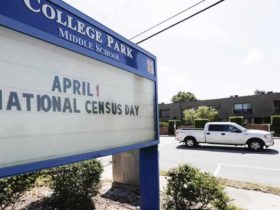 COLLEGE PARK
MIDDLE SCHOOL
APRIL 1
NATIONAL CENSUS DAY